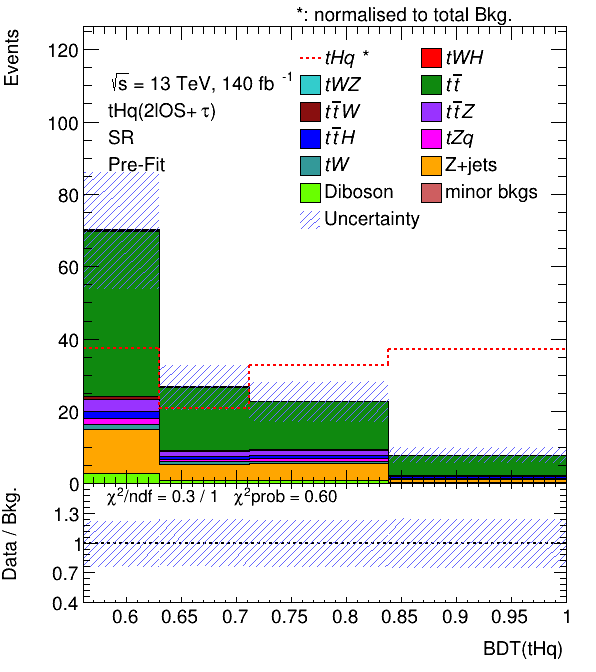 *: normalised to total Bkg.
Events
120
100
80
60
40
20
0
√s = 13 TeV, 140 fb⁻¹
tHq(2lOS+ τ)
SR
Pre-Fit
tHq *
tWH
tWZ
tt̅
tt̅W
tt̅Z
tt̅H
tZq
tW
Z+jets
Diboson
minor bkgs
Uncertainty
χ²/ndf = 0.3 / 1 χ²prob = 0.60
Data / Bkg.
1.3
1
0.7
0.4
0.6 0.65 0.7 0.75 0.8 0.85 0.9 0.95 1
BDT(tHq)